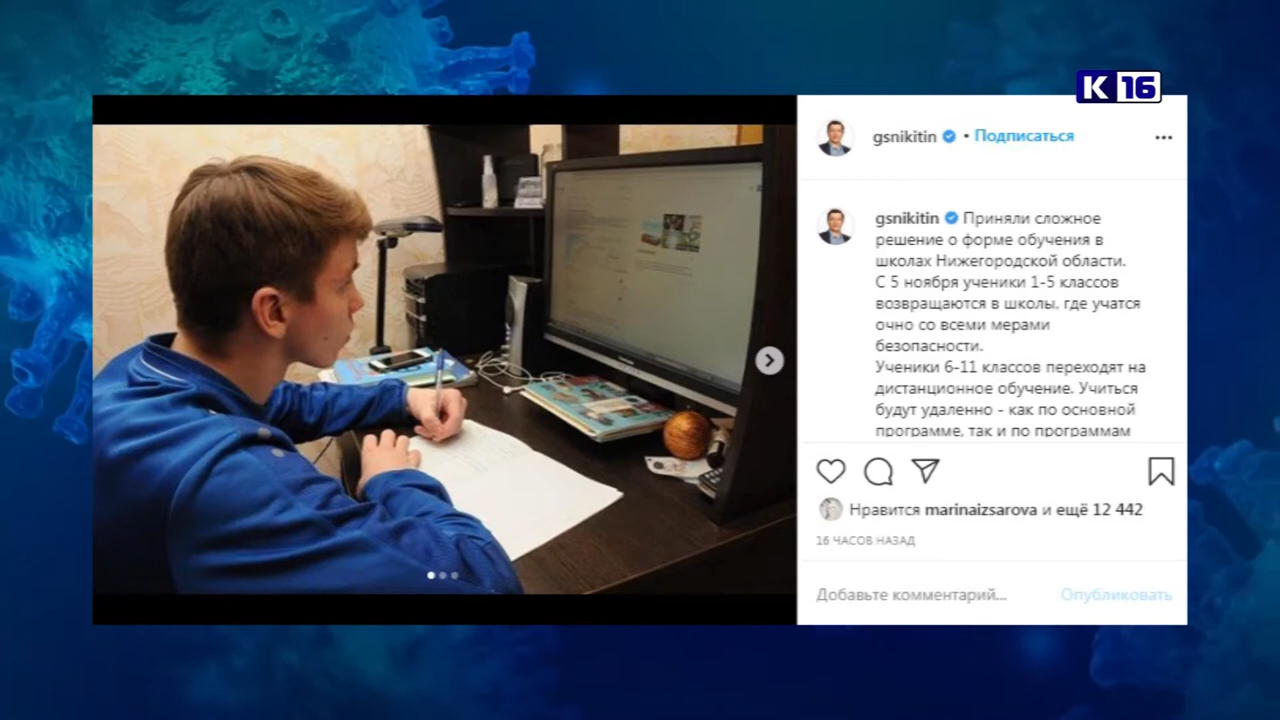 К 16
gsnikitin • Подписаться
gsnikitin Приняли сложное
решение о форме обучения в
школах Нижегородской области.
С 5 ноября ученики 1-5 классов
возвращаются в школы, где учатся
очно со всеми мерами
безопасности.
Ученики 6-11 классов переходят на
дистанционное обучение. Учиться
будут удаленно - как по основной
программе, так и по программам
Нравится marinaizsarova и ещё 12 442
16 ЧАСОВ НАЗАД
Добавьте комментарий... Опубликовать